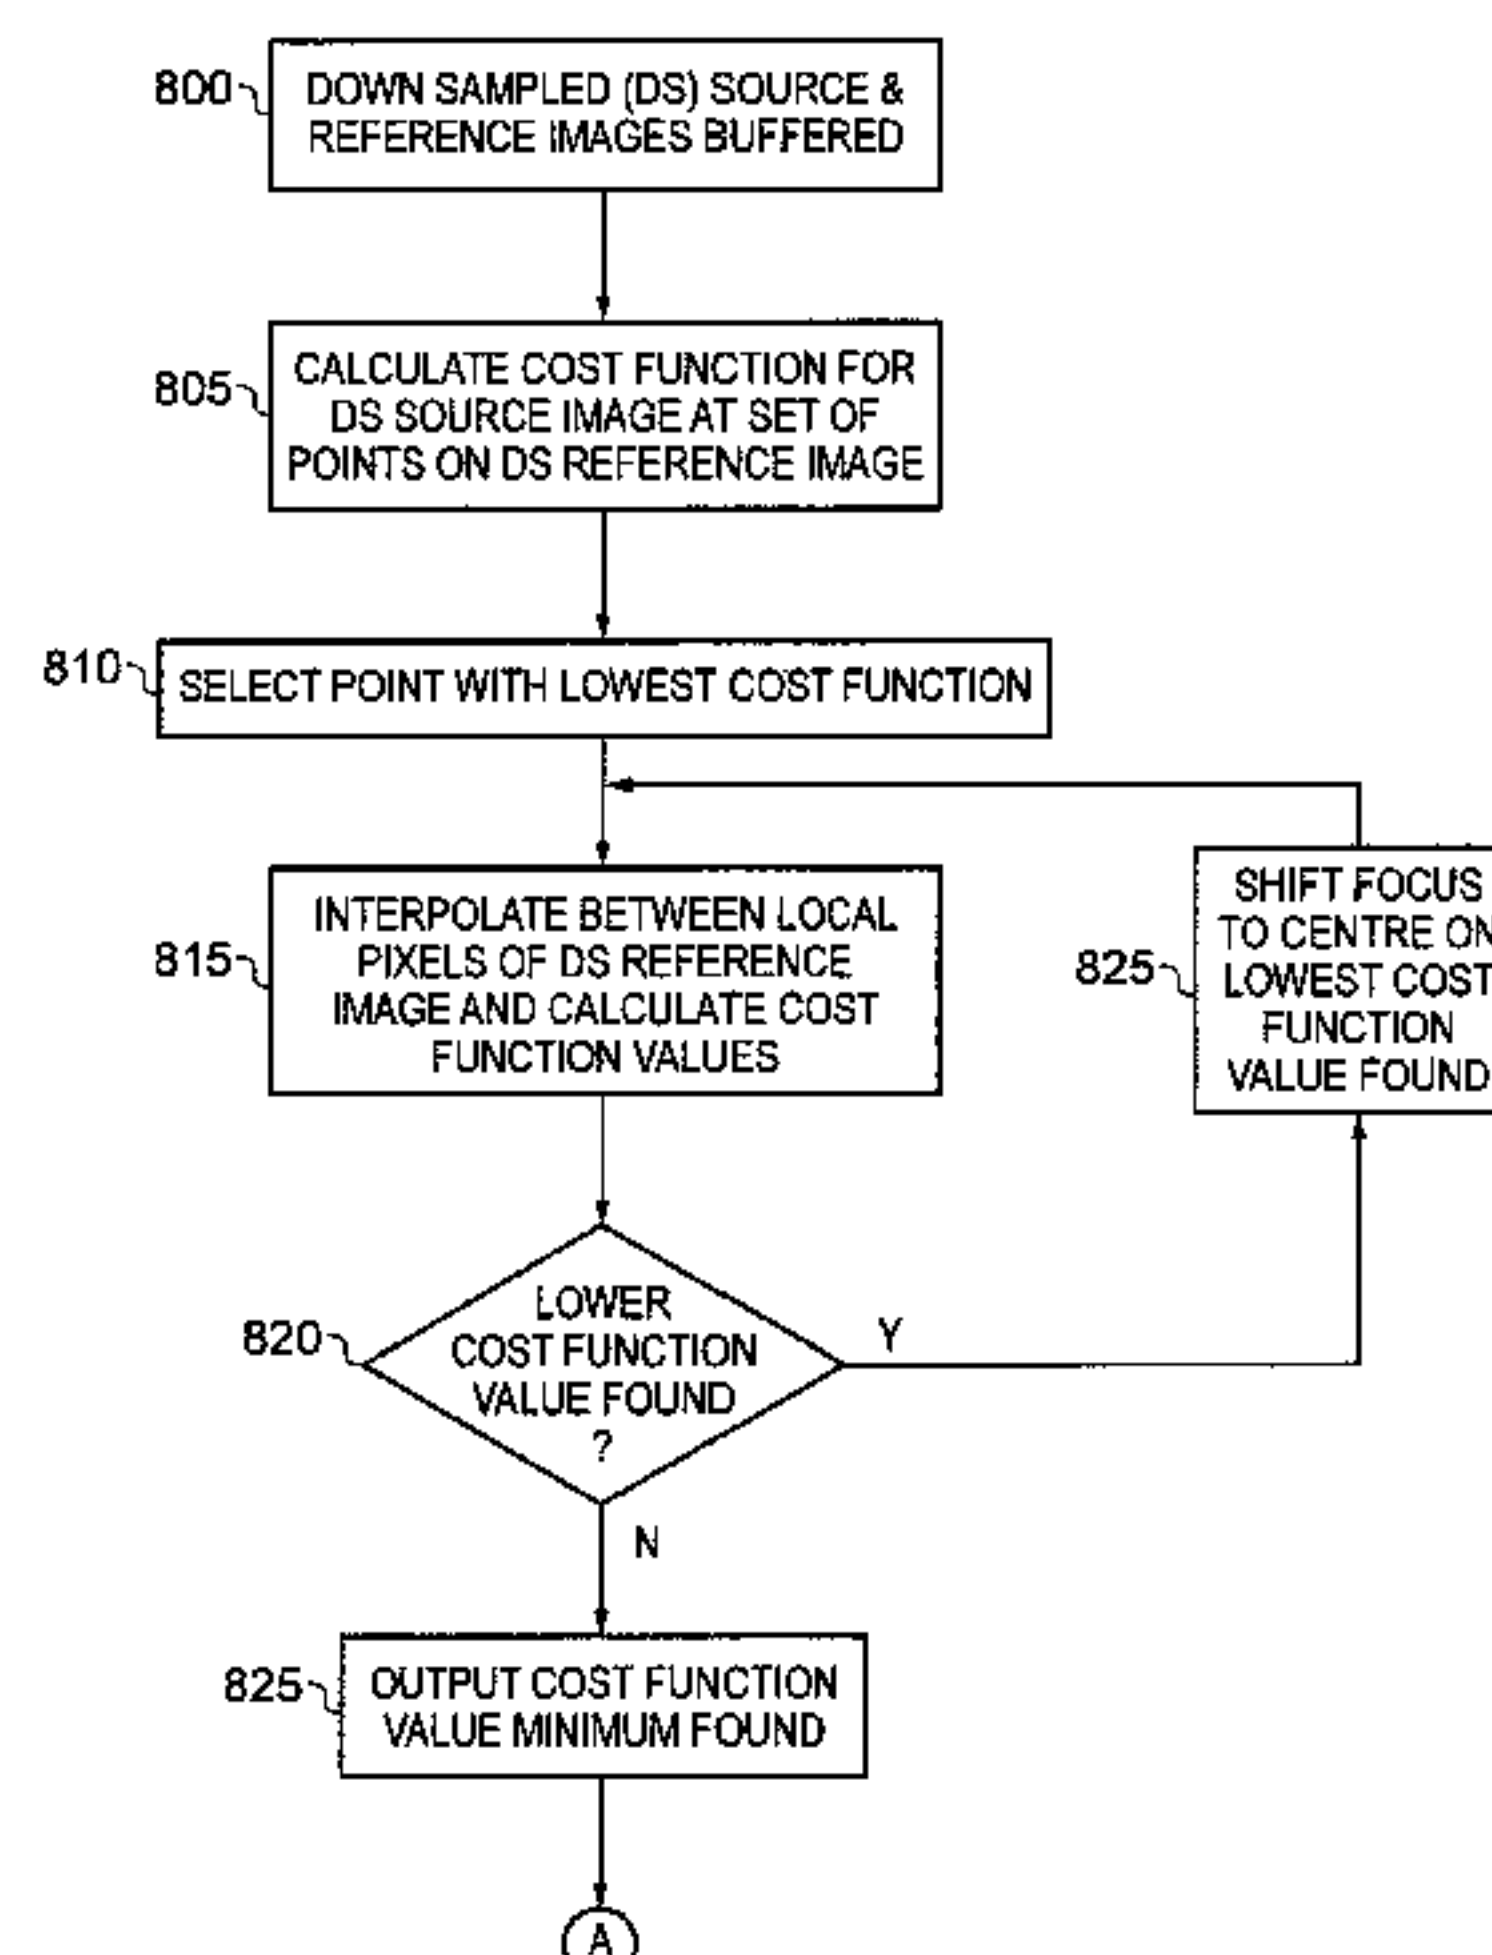 800
DOWN SAMPLED (DS) SOURCE &
REFERENCE IMAGES BUFFERED
805
CALCULATE COST FUNCTION FOR
DS SOURCE IMAGE AT SET OF
POINTS ON DS REFERENCE IMAGE
810
SELECT POINT WITH LOWEST COST FUNCTION
815
INTERPOLATE BETWEEN LOCAL
PIXELS OF DS REFERENCE
IMAGE AND CALCULATE COST
FUNCTION VALUES
825
SHIFT FOCUS
TO CENTRE ON
LOWEST COST
FUNCTION
VALUE FOUND
820
LOWER
COST FUNCTION
VALUE FOUND
?
Y
N
825
OUTPUT COST FUNCTION
VALUE MINIMUM FOUND
A